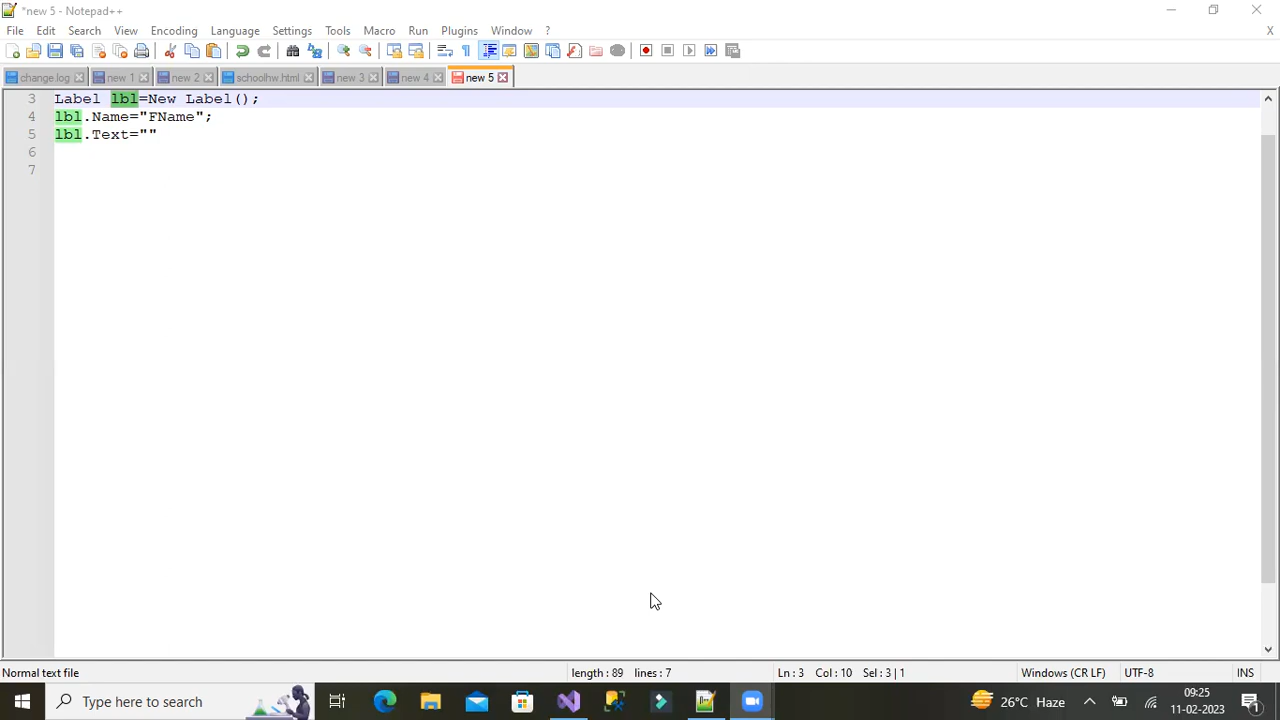 *new 5 - Notepad++
File Edit Search View Encoding Language Settings Tools Macro Run Plugins Window ? X
change.log new 1 new 2 schoolhw.html new 3 new 4 new 5
3 Label lbl=New Label();
4 lbl.Name="FName";
5 lbl.Text=""
6
7
Normal text file length : 89 lines : 7 Ln : 3 Col : 10 Sel : 3 | 1 Windows (CR LF) UTF-8 INS
Type here to search 26°C Haze 09:25
11-02-2023 1